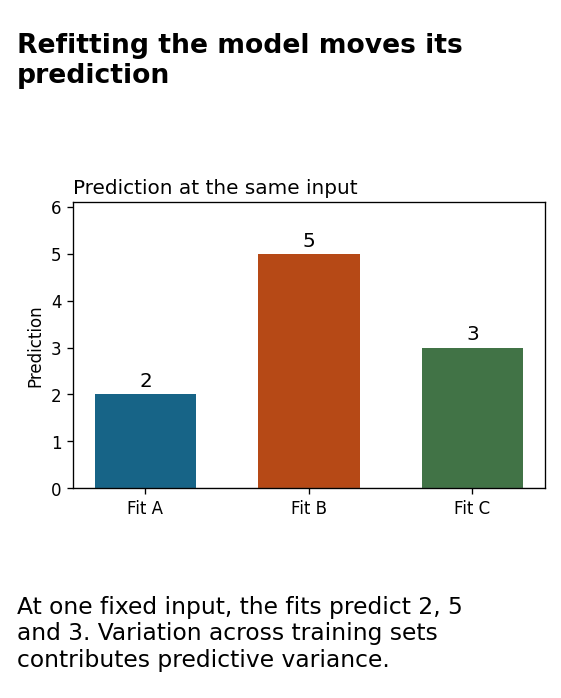 Refitting the model moves its
prediction
Prediction at the same input
6
5
4
3
2
1
0
Prediction
2
5
3
Fit A
Fit B
Fit C
At one fixed input, the fits predict 2, 5
and 3. Variation across training sets
contributes predictive variance.